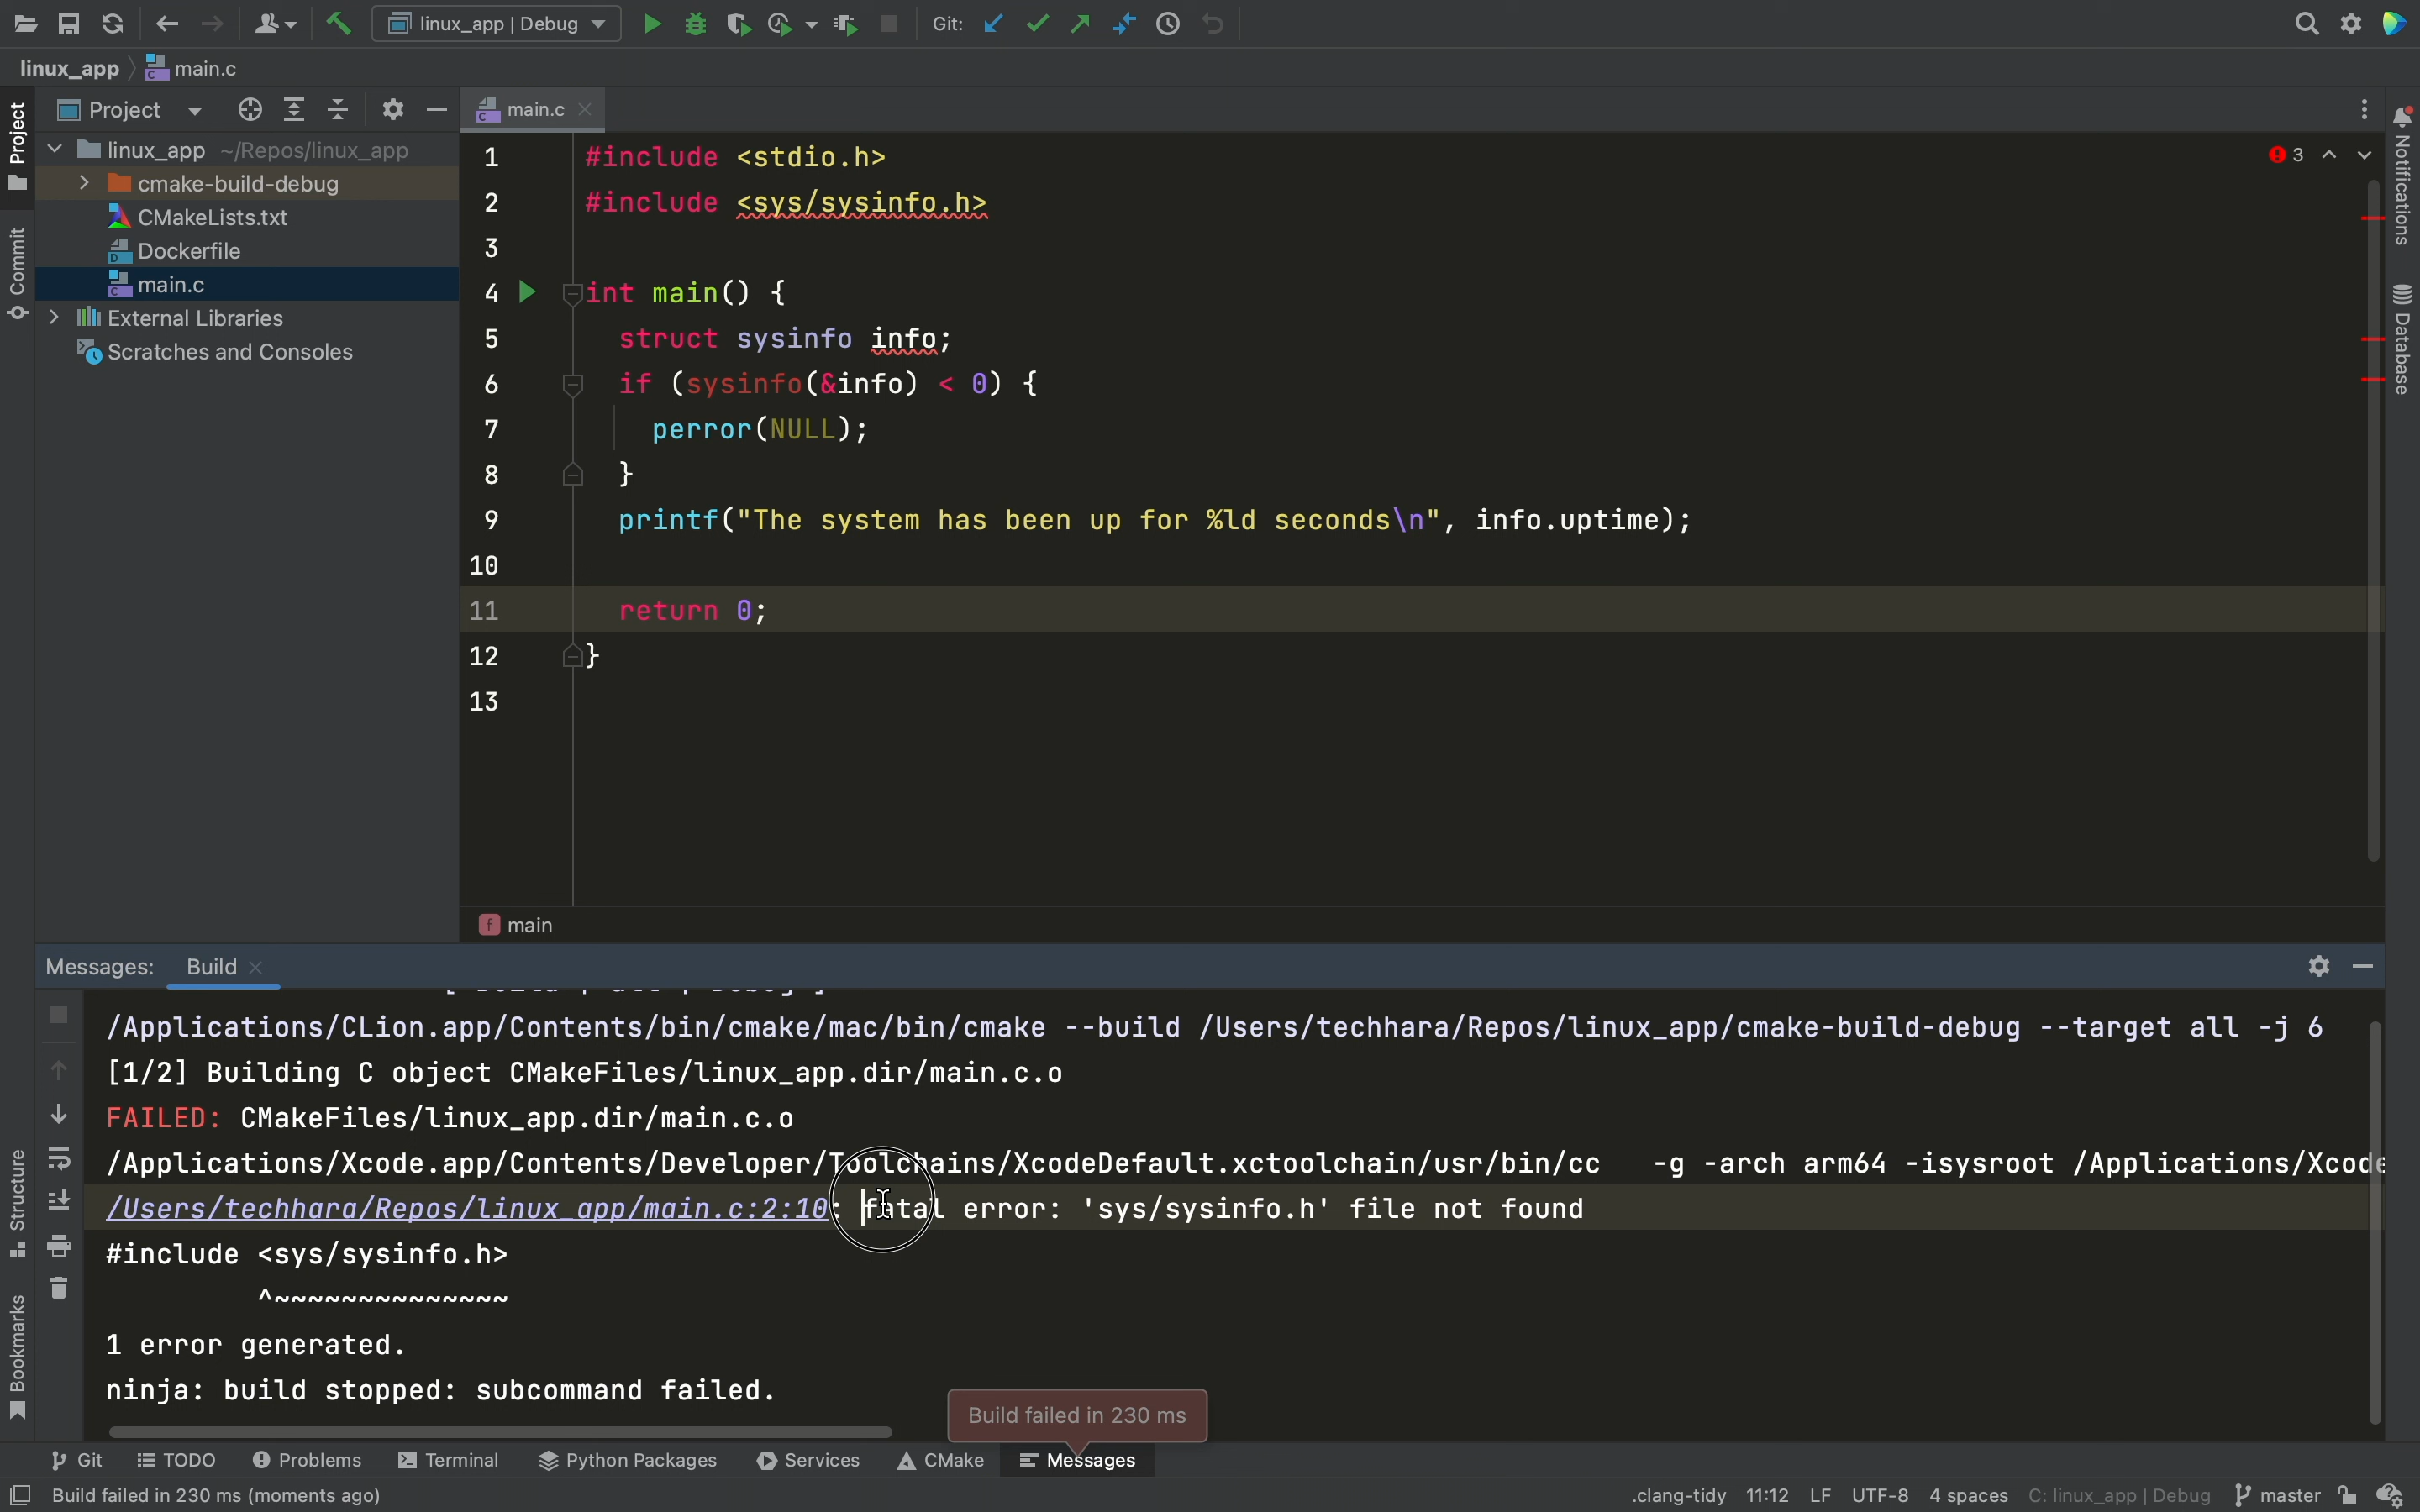 linux_app | Debug
Git:
linux_app
main.c
Project
main.c
Project
linux_app ~/Repos/linux_app
cmake-build-debug
CMakeLists.txt
Dockerfile
main.c
External Libraries
Scratches and Consoles
Commit
Structure
Bookmarks
Notifications
Database
3
1 #include <stdio.h>
2 #include <sys/sysinfo.h>
3
4 int main() {
5 struct sysinfo info;
6 if (sysinfo(&info) < 0) {
7 perror(NULL);
8 }
9 printf("The system has been up for %ld seconds\n", info.uptime);
10
11 return 0;
12 }
13
f main
Messages: Build
/Applications/CLion.app/Contents/bin/cmake/mac/bin/cmake --build /Users/techhara/Repos/linux_app/cmake-build-debug --target all -j 6
[1/2] Building C object CMakeFiles/linux_app.dir/main.c.o
FAILED: CMakeFiles/linux_app.dir/main.c.o
/Applications/Xcode.app/Contents/Developer/Toolchains/XcodeDefault.xctoolchain/usr/bin/cc -g -arch arm64 -isysroot /Applications/Xcode
/Users/techhara/Repos/linux_app/main.c:2:10: fatal error: 'sys/sysinfo.h' file not found
#include <sys/sysinfo.h>
^~~~~~~~~~~~~~~
1 error generated.
ninja: build stopped: subcommand failed.
Build failed in 230 ms
Git TODO Problems Terminal Python Packages Services CMake Messages
Build failed in 230 ms (moments ago)
.clang-tidy 11:12 LF UTF-8 4 spaces C: linux_app | Debug master